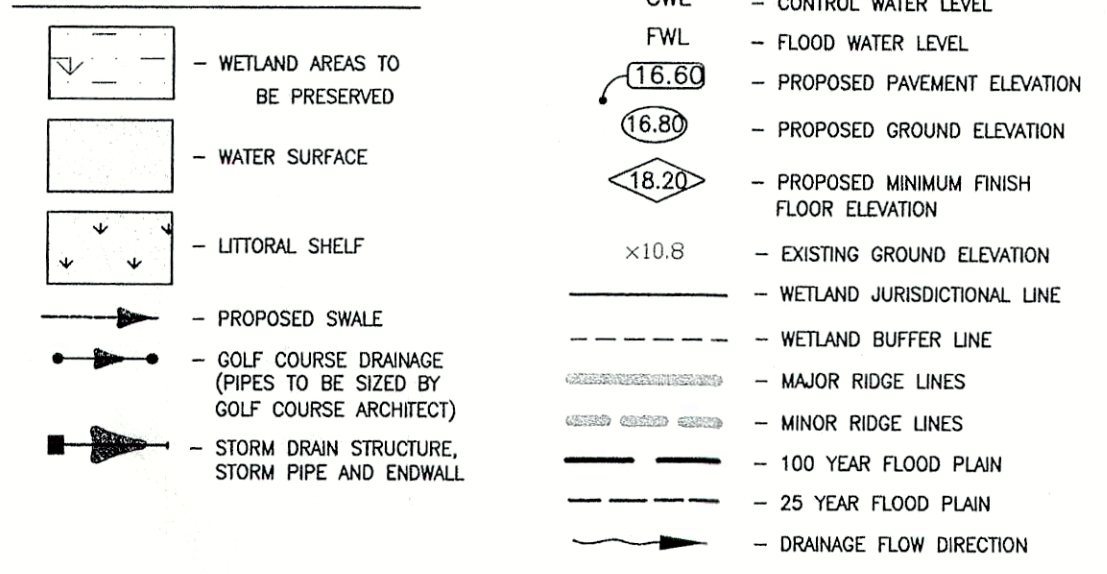 – WETLAND AREAS TO
BE PRESERVED
– WATER SURFACE
– LITTORAL SHELF
– PROPOSED SWALE
– GOLF COURSE DRAINAGE
(PIPES TO BE SIZED BY
GOLF COURSE ARCHITECT)
– STORM DRAIN STRUCTURE,
STORM PIPE AND ENDWALL
CWL – CONTROL WATER LEVEL
FWL – FLOOD WATER LEVEL
16.60 – PROPOSED PAVEMENT ELEVATION
16.80 – PROPOSED GROUND ELEVATION
18.20 – PROPOSED MINIMUM FINISH
FLOOR ELEVATION
×10.8 – EXISTING GROUND ELEVATION
– WETLAND JURISDICTIONAL LINE
– WETLAND BUFFER LINE
– MAJOR RIDGE LINES
– MINOR RIDGE LINES
– 100 YEAR FLOOD PLAIN
– 25 YEAR FLOOD PLAIN
– DRAINAGE FLOW DIRECTION